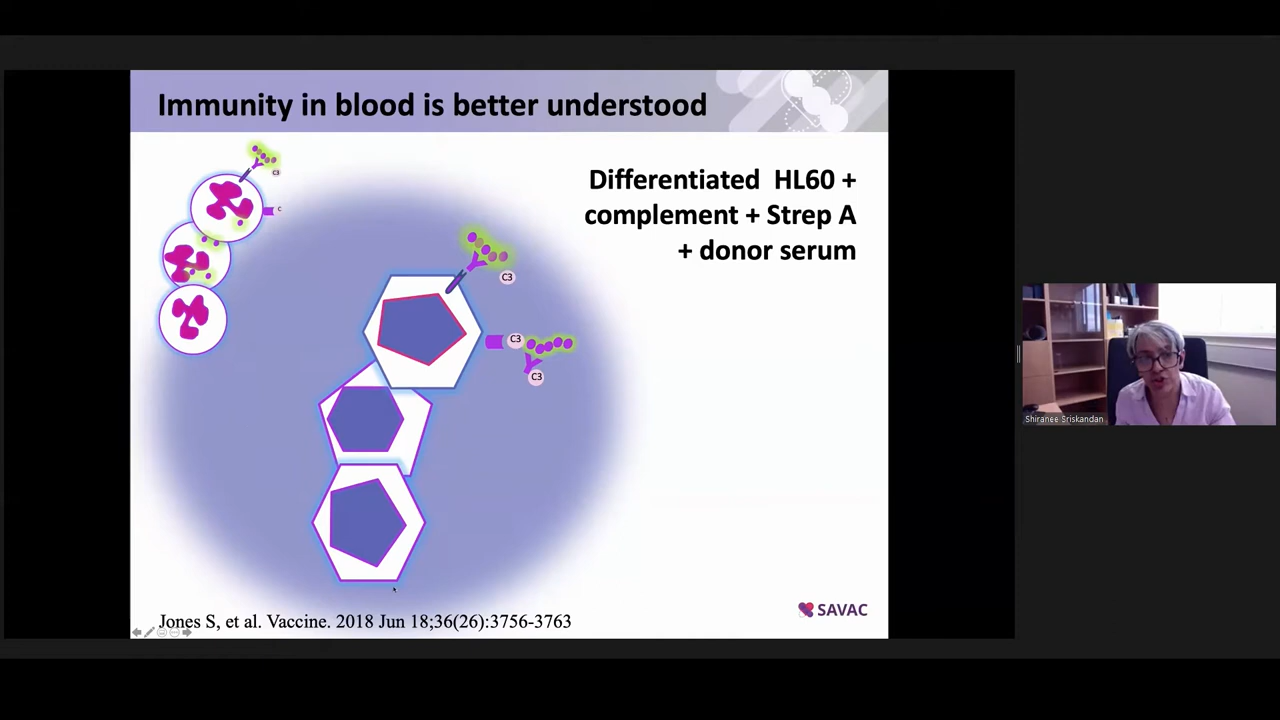 Immunity in blood is better understood
C3
C
Differentiated HL60 +
complement + Strep A
+ donor serum
C3
C3
C3
Shiranee Sriskandan
SAVAC
Jones S, et al. Vaccine. 2018 Jun 18;36(26):3756-3763